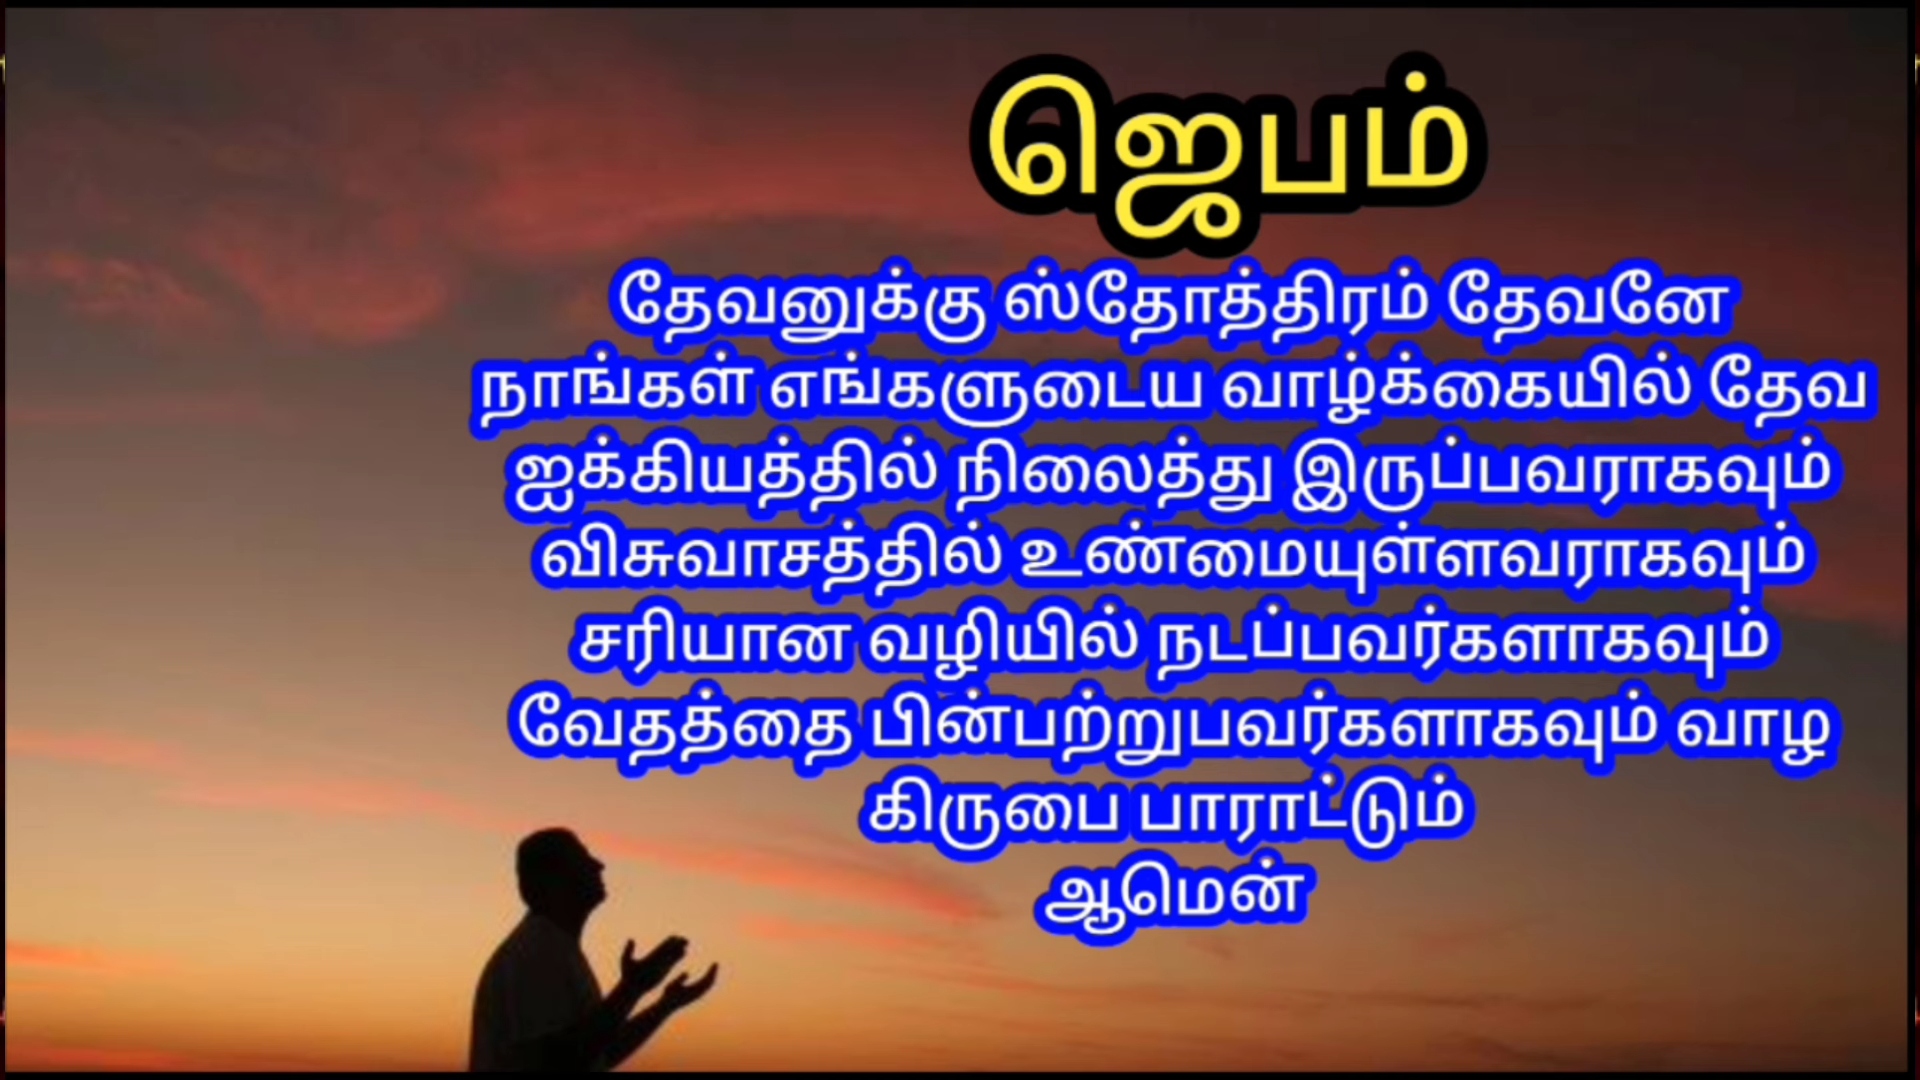 ஜெபம்
தேவனுக்கு ஸ்தோத்திரம் தேவனே
நாங்கள் எங்களுடைய வாழ்க்கையில் தேவ
ஐக்கியத்தில் நிலைத்து இருப்பவராகவும்
விசுவாசத்தில் உண்மையுள்ளவராகவும்
சரியான வழியில் நடப்பவர்களாகவும்
வேதத்தை பின்பற்றுபவர்களாகவும் வாழ
கிருபை பாராட்டும்
ஆமென்